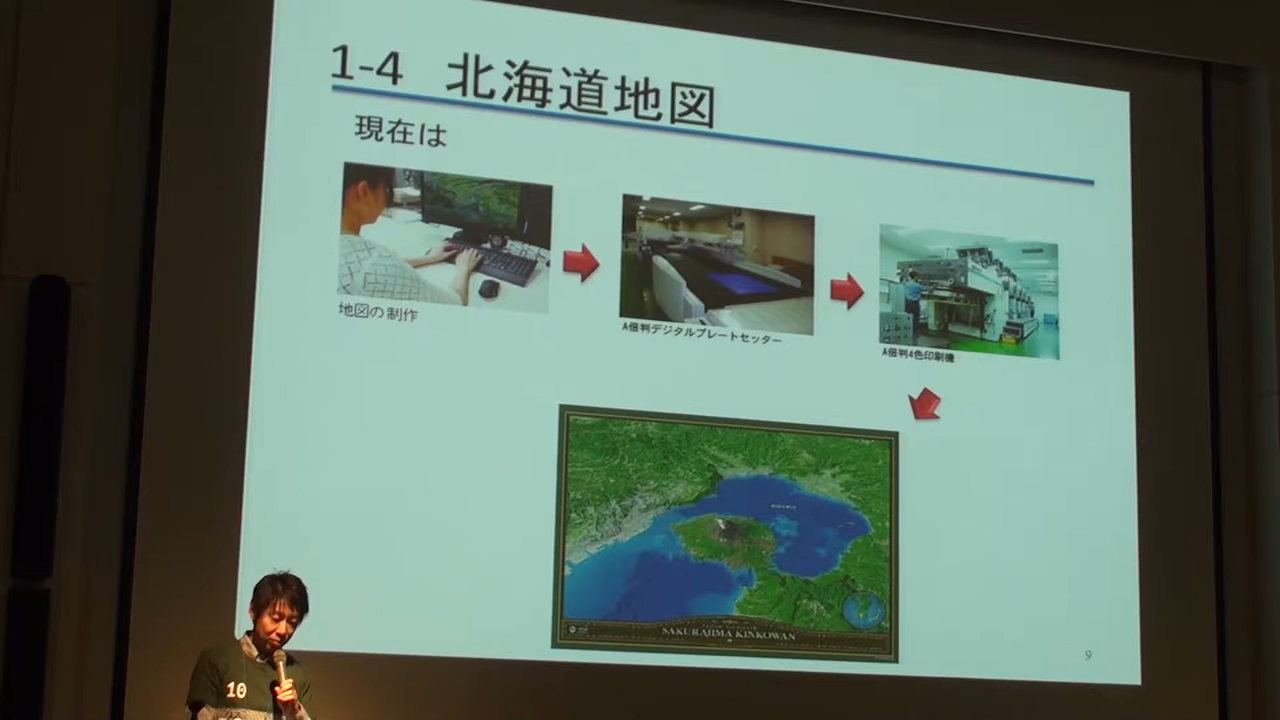 1-4 北海道地図
現在は
地図の制作
A倍判デジタルプレートセッター
A倍判4色印刷機
SAKURAJIMA KINKOWAN
9
10